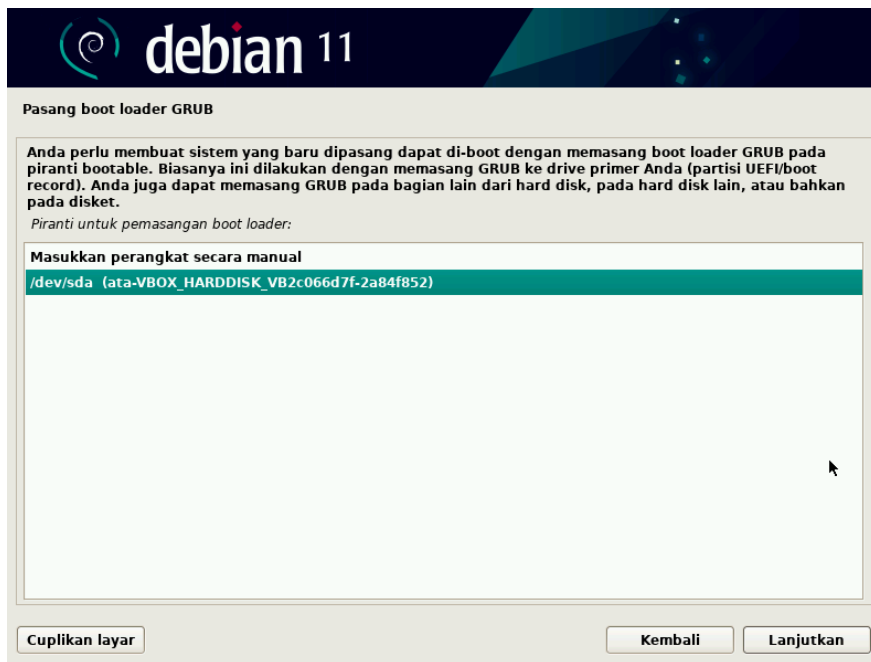 debian 11
Pasang boot loader GRUB
Anda perlu membuat sistem yang baru dipasang dapat di-boot dengan memasang boot loader GRUB pada
piranti bootable. Biasanya ini dilakukan dengan memasang GRUB ke drive primer Anda (partisi UEFI/boot
record). Anda juga dapat memasang GRUB pada bagian lain dari hard disk, pada hard disk lain, atau bahkan
pada disket.
Piranti untuk pemasangan boot loader:
Masukkan perangkat secara manual
/dev/sda (ata-VBOX_HARDDISK_VB2c066d7f-2a84f852)
Cuplikan layar
Kembali
Lanjutkan